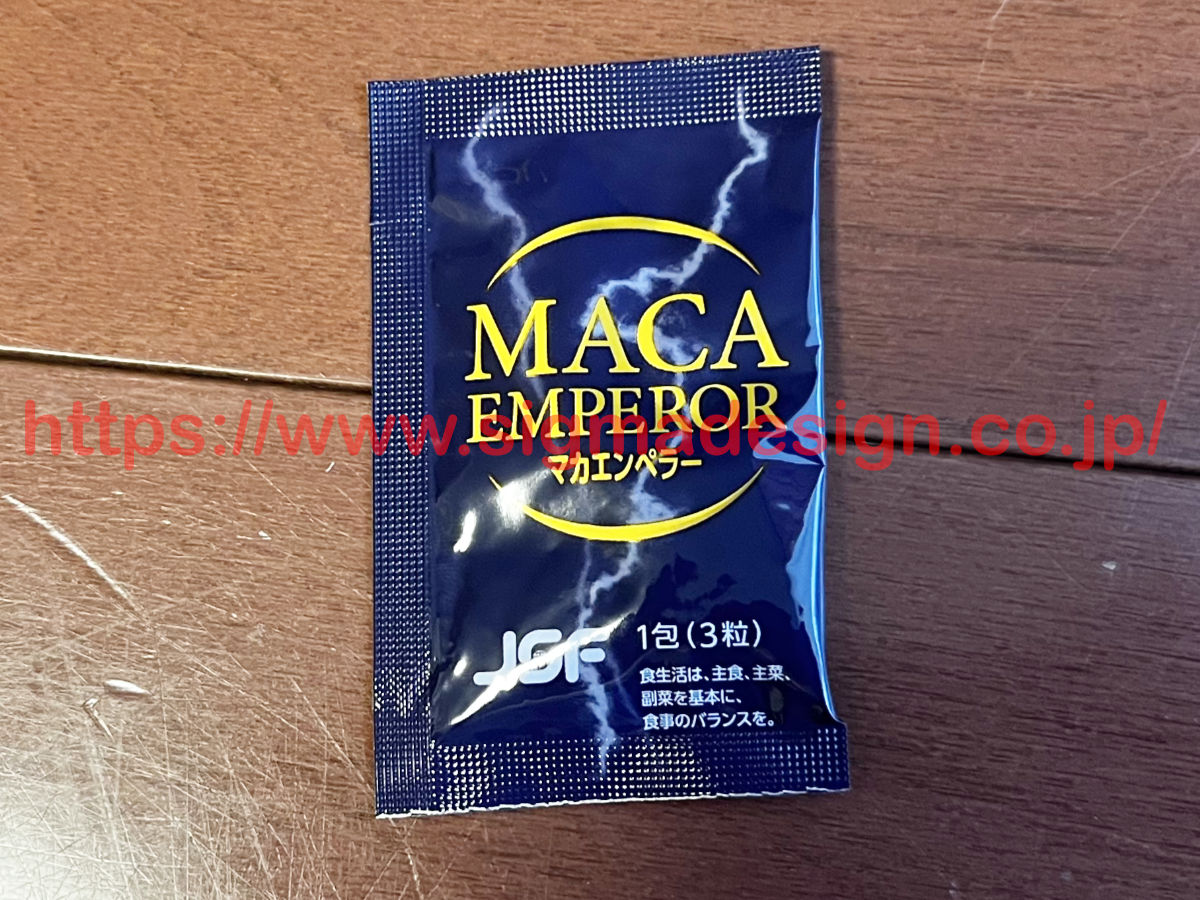 MACA
EMPEROR
https://www.sigmadesign.co.jp/
マカエンペラー
JGF
1包(3粒)
食生活は、主食、主菜、
副菜を基本に、
食事のバランスを。